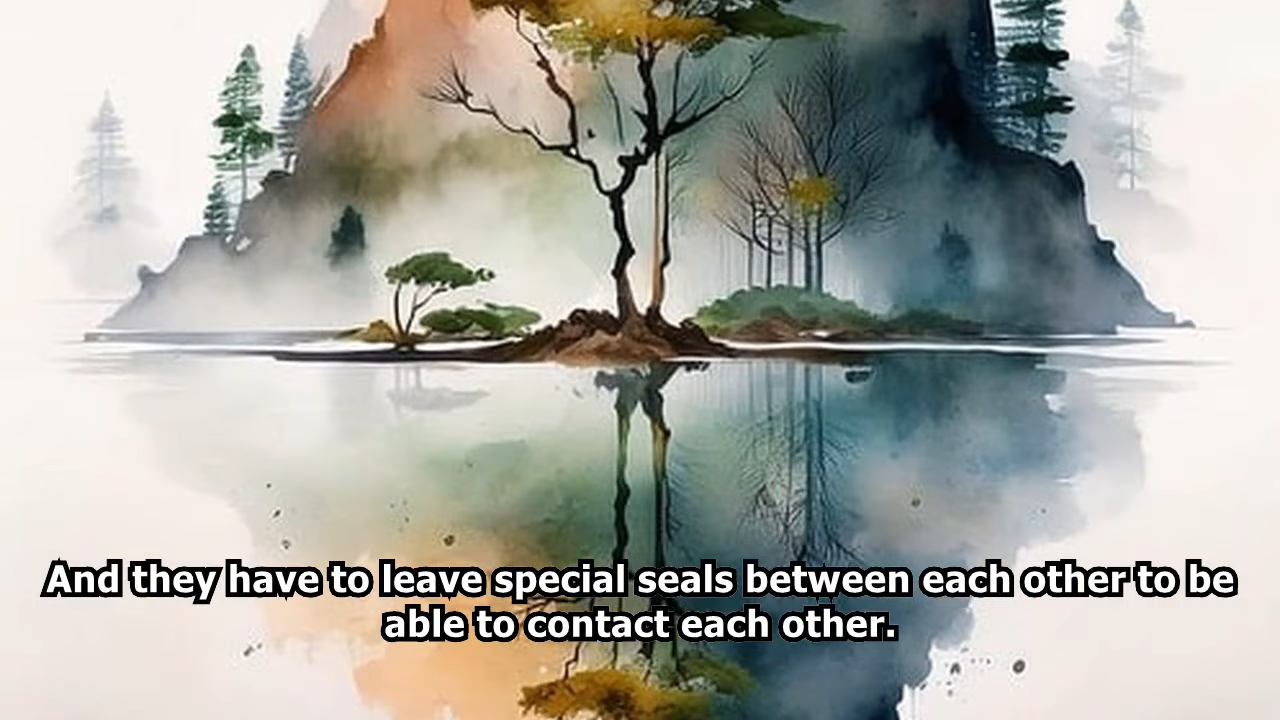 And they have to leave special seals between each other to be
able to contact each other.